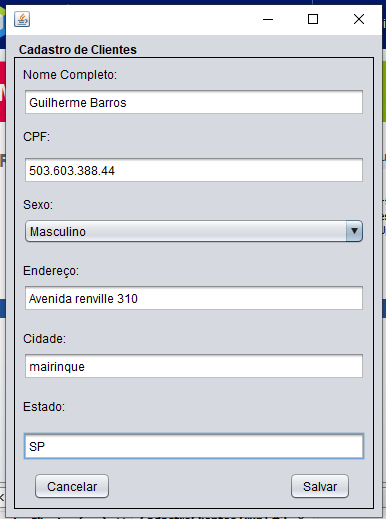 Cadastro de Clientes
Nome Completo:
Guilherme Barros
CPF:
503.603.388.44
Sexo:
Masculino
Endereço:
Avenida renville 310
Cidade:
mairinque
Estado:
SP
Cancelar Salvar